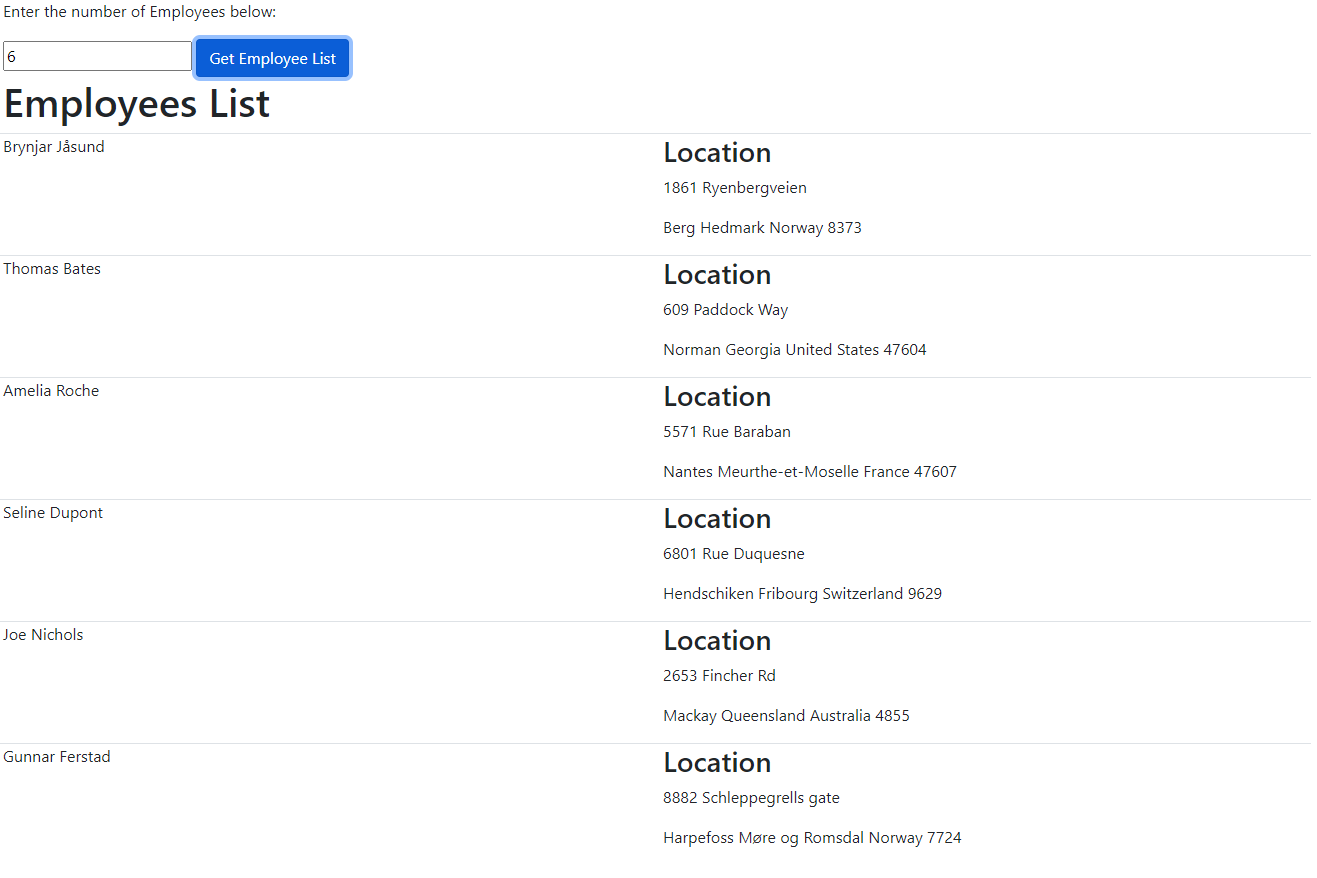 Enter the number of Employees below:
6 Get Employee List
Employees List
Brynjar Jåsund
Location
1861 Ryenbergveien
Berg Hedmark Norway 8373
Thomas Bates
Location
609 Paddock Way
Norman Georgia United States 47604
Amelia Roche
Location
5571 Rue Baraban
Nantes Meurthe-et-Moselle France 47607
Seline Dupont
Location
6801 Rue Duquesne
Hendschiken Fribourg Switzerland 9629
Joe Nichols
Location
2653 Fincher Rd
Mackay Queensland Australia 4855
Gunnar Ferstad
Location
8882 Schleppegrells gate
Harpefoss Møre og Romsdal Norway 7724